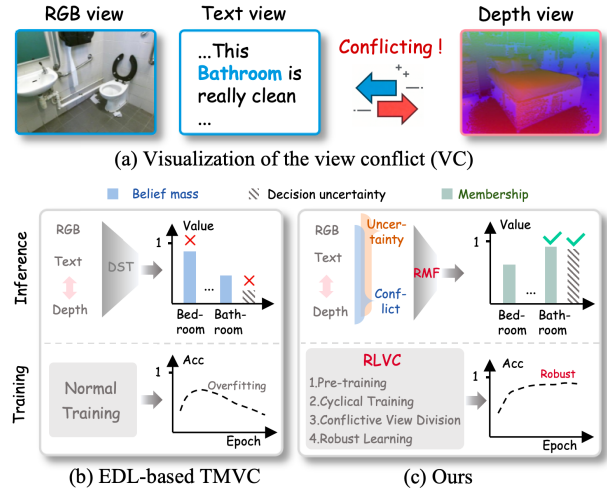 RGB view
Text view
Depth view
...This
Bathroom is
really clean
...
Conflicting !
(a) Visualization of the view conflict (VC)
Belief mass
Decision uncertainty
Membership
Inference
RGB
Text
Depth
DST
Value
1
...
Bed-
room
Bath-
room
RGB
Text
Depth
Uncer-
tainty
Confl-
ict
RMF
Value
1
...
Bed-
room
Bath-
room
Training
Normal
Training
Acc
1
Overfitting
Epoch
RLVC
1.Pre-training
2.Cyclical Training
3.Conflictive View Division
4.Robust Learning
Acc
1
Robust
Epoch
(b) EDL-based TMVC
(c) Ours